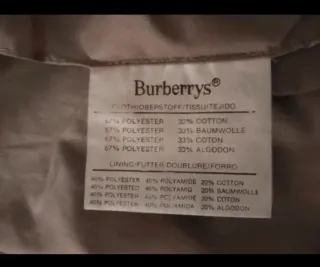 Burberrys®
CLOTH/OBERSTOFF/TISSU/TEJIDO
67% POLYESTER 33% COTTON
67% POLYESTER 33% BAUMWOLLE
67% POLYESTER 33% COTON
67% POLYESTER 33% ALGODON
LINING/FUTTER/DOUBLURE/FORRO
40% POLYESTER 40% POLYAMIDE 20% COTTON
40% POLYESTER 40% POLYAMID 20% BAUMWOLLE
40% POLYESTER 40% POLYAMIDE 20% COTON
40% POLYESTER 40% POLIAMIDA 20% ALGODON